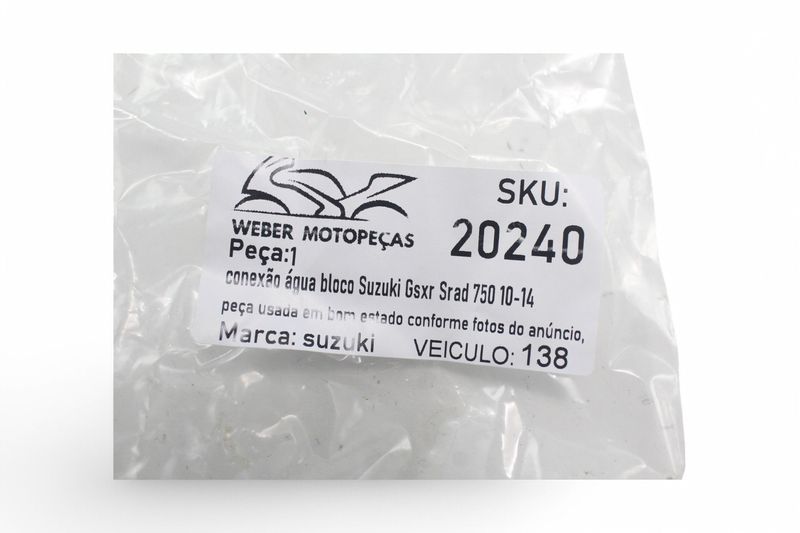 WEBER MOTOPEÇAS
SKU:
20240
Peça:1
conexão água bloco Suzuki Gsxr Srad 750 10-14
peça usada em bom estado conforme fotos do anúncio,
Marca: suzuki VEICULO: 138